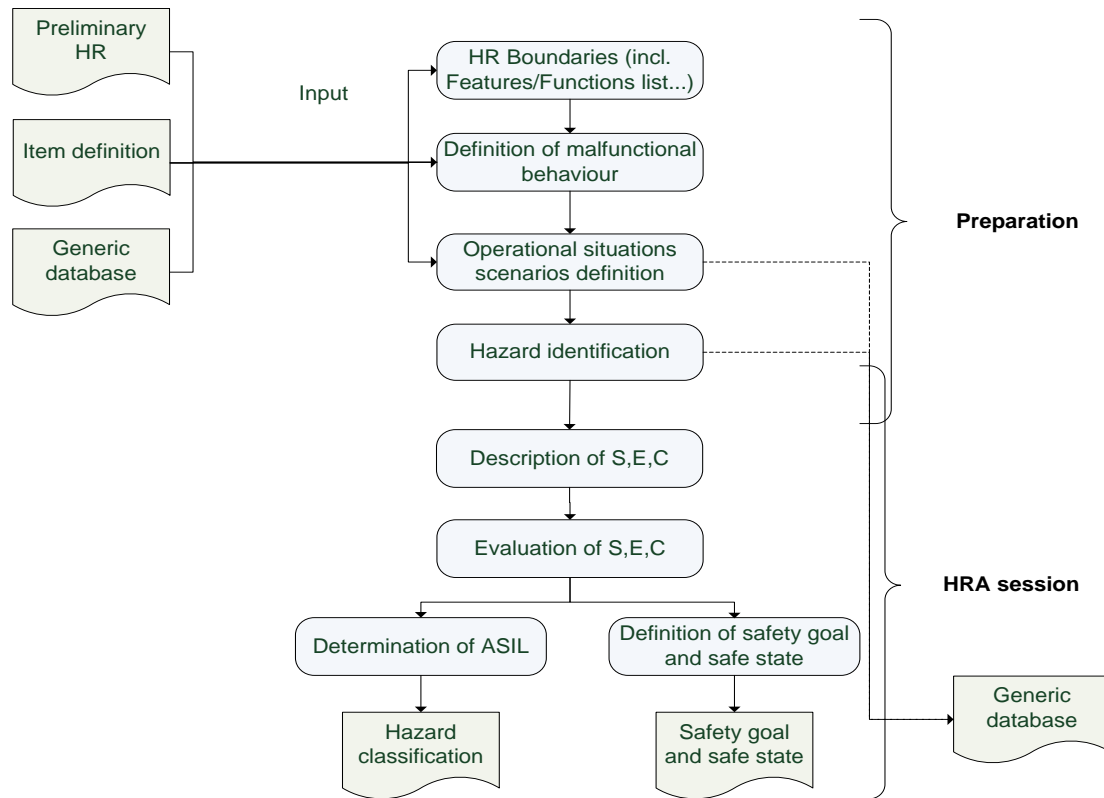 Preliminary
HR
Item definition
Generic
database
Input
HR Boundaries (incl.
Features/Functions list...)
Definition of malfunctional
behaviour
Operational situations
scenarios definition
Hazard identification
Description of S,E,C
Evaluation of S,E,C
Determination of ASIL
Definition of safety goal
and safe state
Hazard
classification
Safety goal
and safe state
Preparation
HRA session
Generic
database